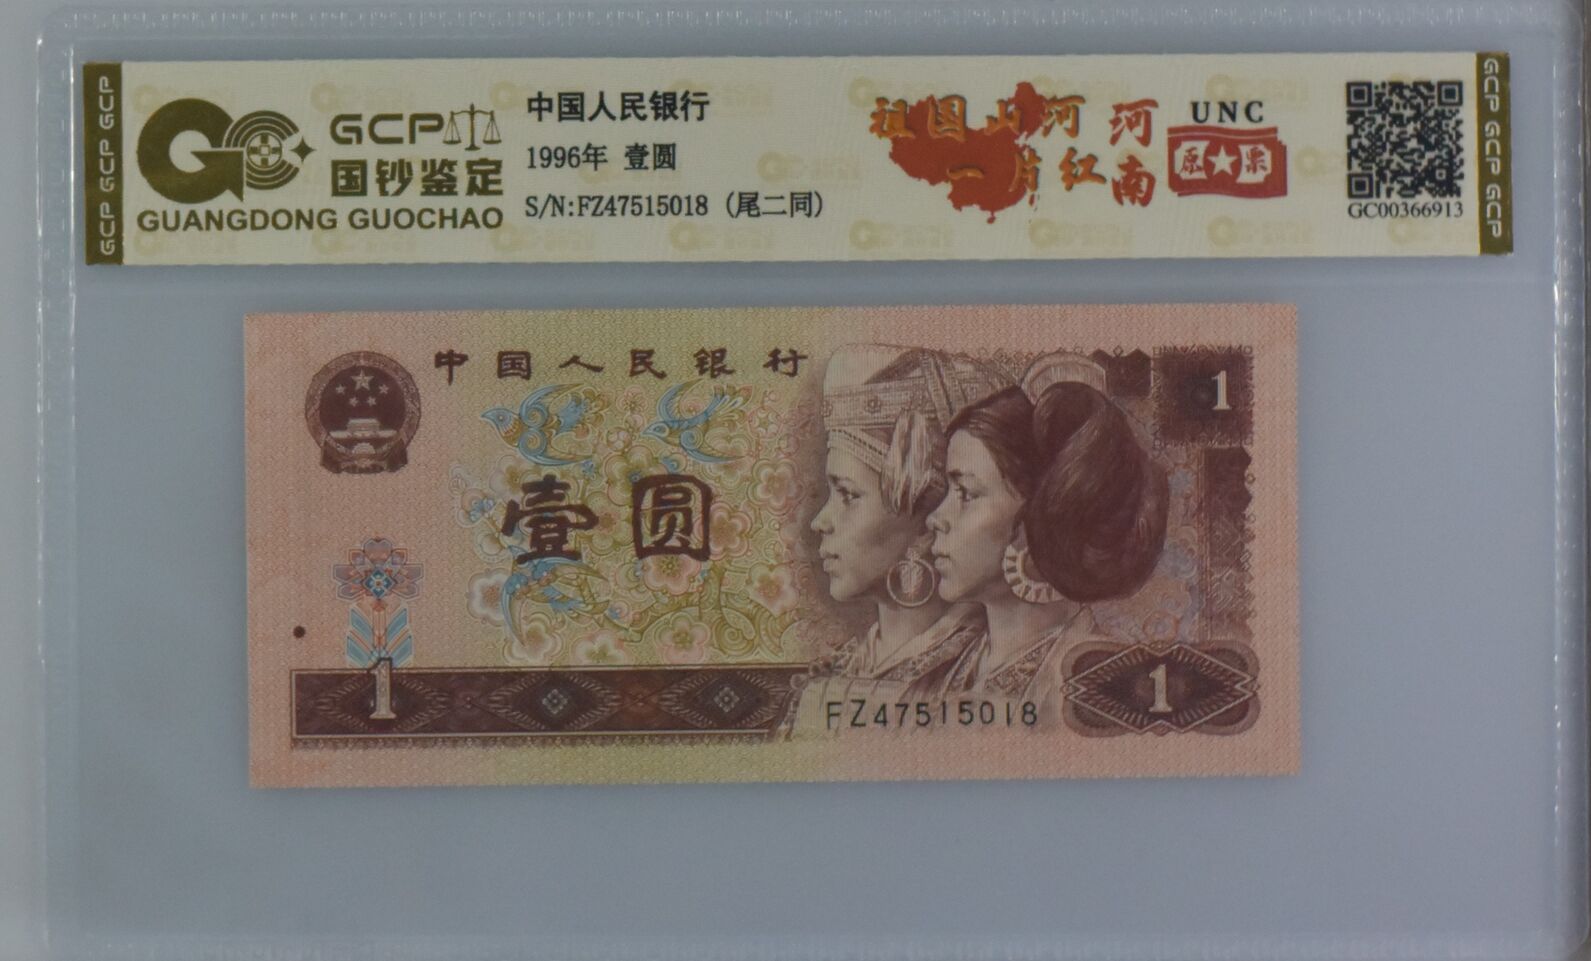 GCP GCP GCP
GCP
国钞鉴定
GUANGDONG GUOCHAO
中国人民银行
1996年 壹圆
S/N:FZ47515018 (尾二同)
祖国山河
一片红
河南
UNC
原★票
GC00366913
GCP GCP GCP
中国人民银行
1
壹圆
1
FZ47515018
1